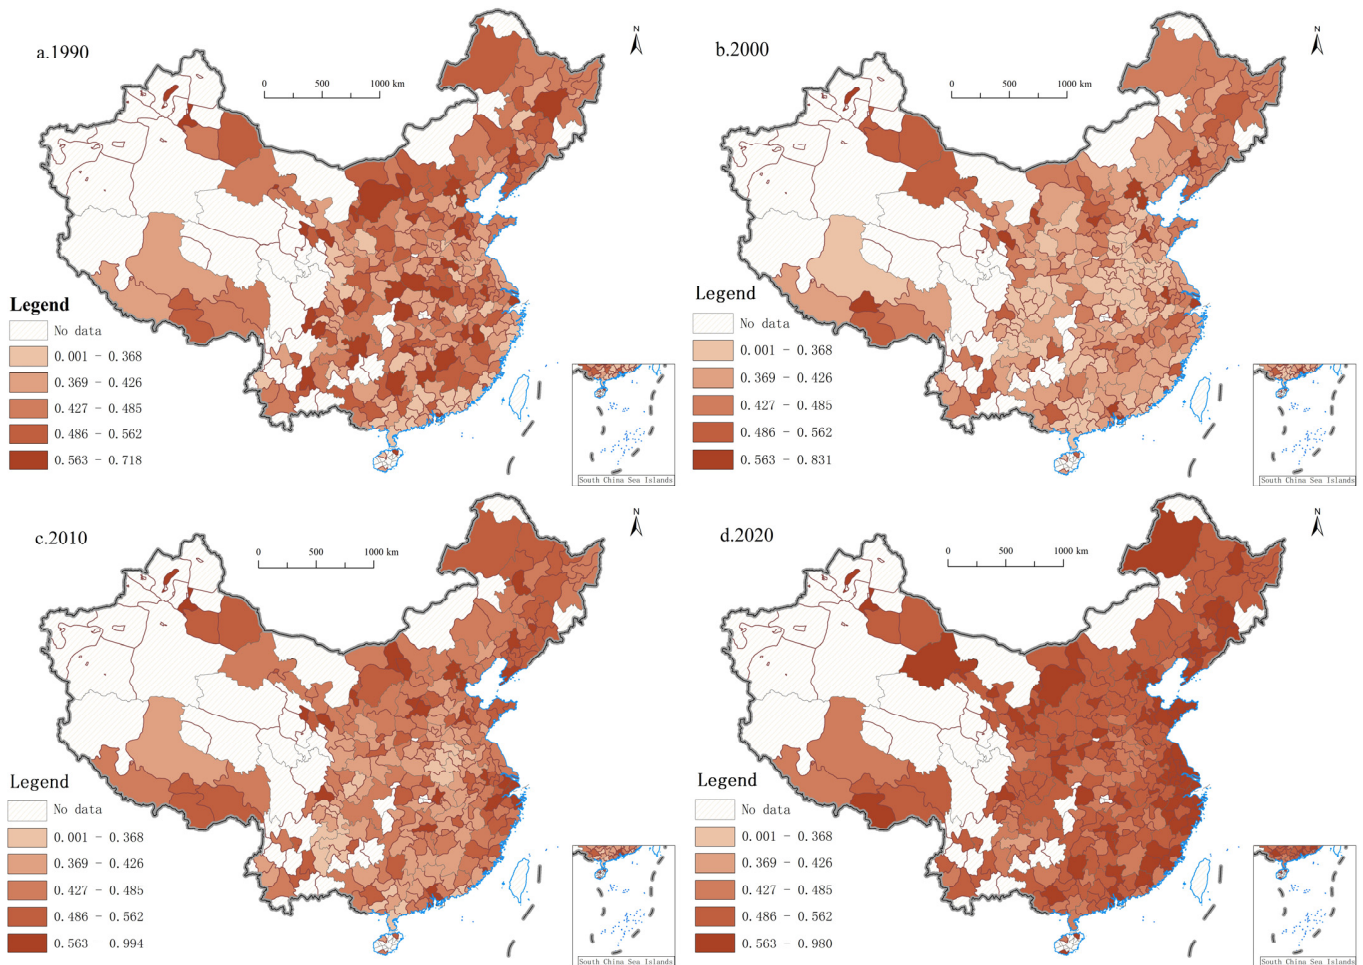 a.1990
0 500 1000 km
N
Legend
No data
0.001 - 0.368
0.369 - 0.426
0.427 - 0.485
0.486 - 0.562
0.563 - 0.718
South China Sea Islands
b.2000
0 500 1000 km
N
Legend
No data
0.001 - 0.368
0.369 - 0.426
0.427 - 0.485
0.486 - 0.562
0.563 - 0.831
South China Sea Islands
c.2010
0 500 1000 km
N
Legend
No data
0.001 - 0.368
0.369 - 0.426
0.427 - 0.485
0.486 - 0.562
0.563 0.994
South China Sea Islands
d.2020
0 500 1000 km
N
Legend
No data
0.001 - 0.368
0.369 - 0.426
0.427 - 0.485
0.486 - 0.562
0.563 - 0.980
South China Sea Islands